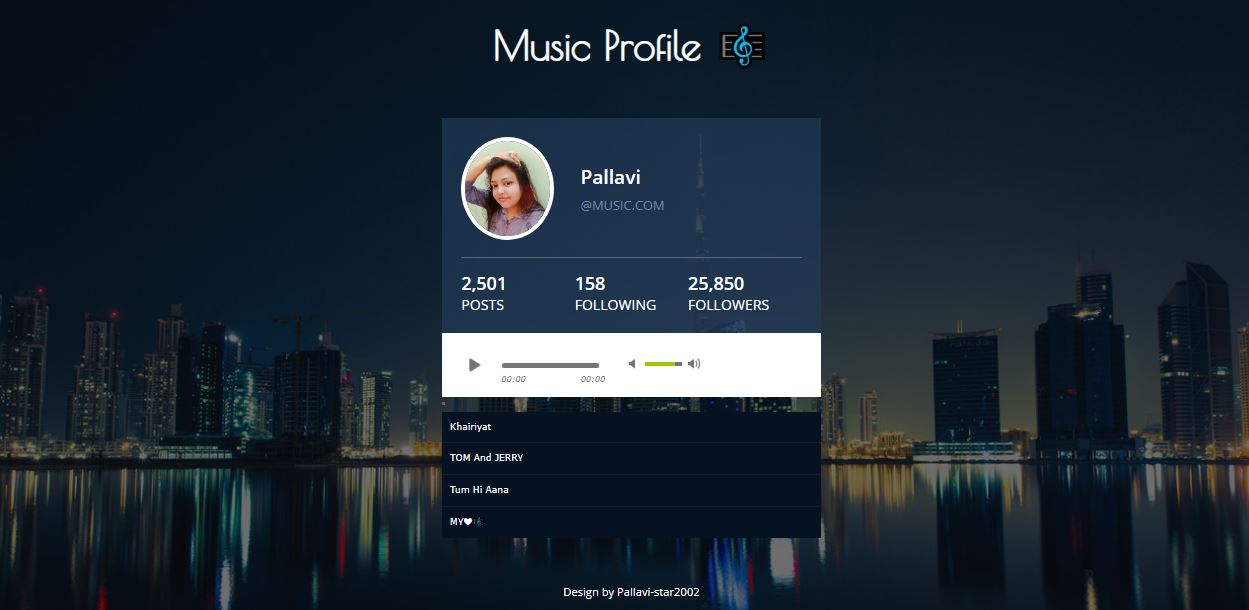 Music Profile 🎼
Pallavi
@MUSIC.COM
2,501 158 25,850
POSTS FOLLOWING FOLLOWERS
00:00 00:00
Khairiyat
TOM And JERRY
Tum Hi Aana
MY🤍🎼
Design by Pallavi-star2002